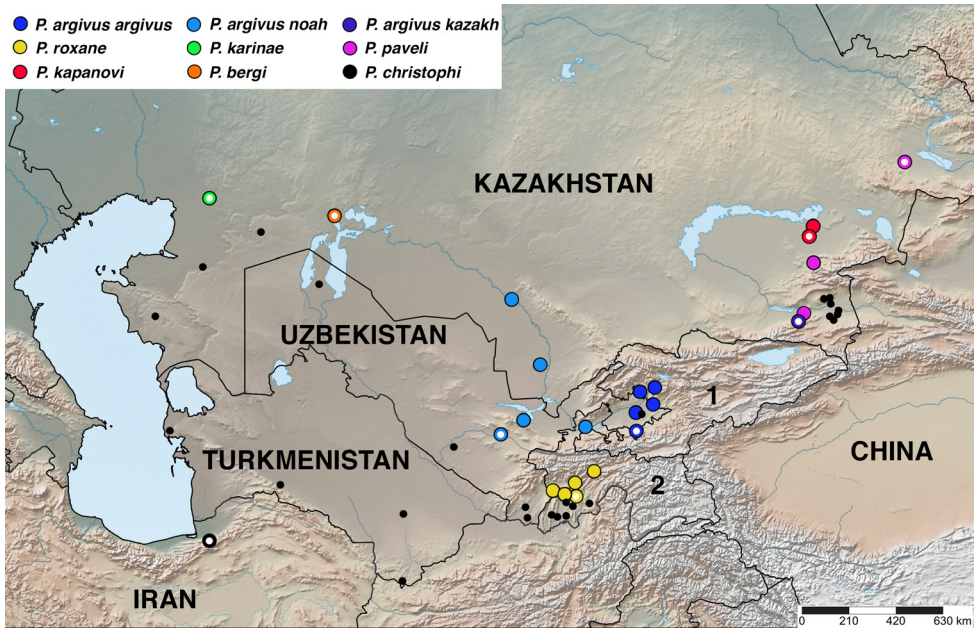 P. argivus argivus P. argivus noah P. argivus kazakh
P. roxane P. karinae P. paveli
P. kapanovi P. bergi P. christophi
KAZAKHSTAN
UZBEKISTAN
1
TURKMENISTAN
CHINA
2
IRAN
0 210 420 630 km